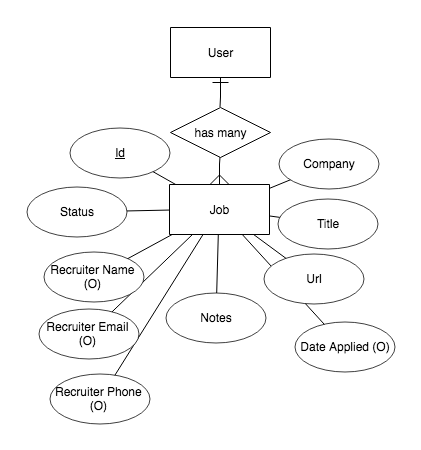 User
has many
Id
Company
Status
Job
Title
Recruiter Name
(O)
Url
Notes
Recruiter Email
(O)
Date Applied (O)
Recruiter Phone
(O)